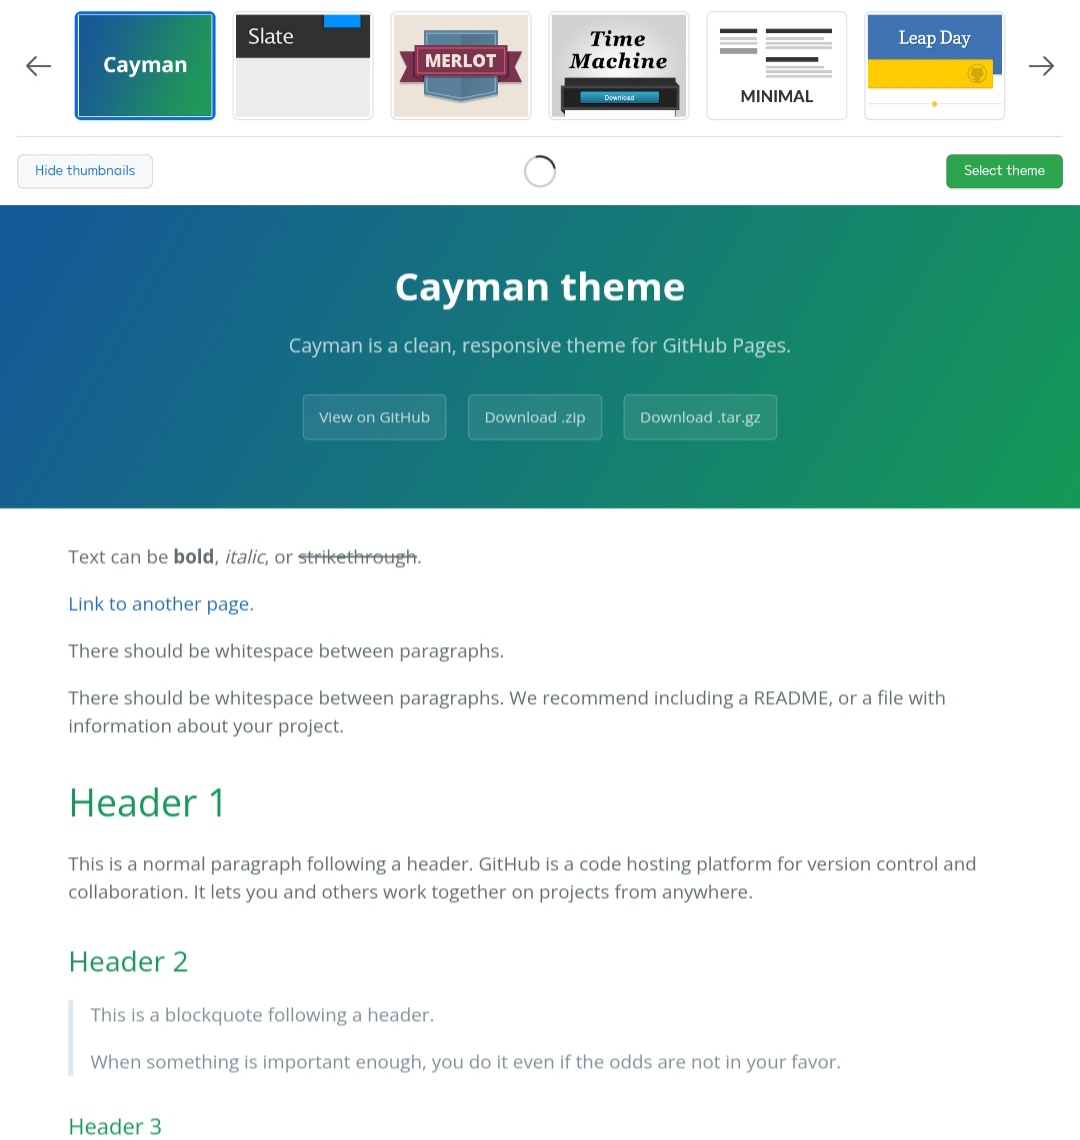 Cayman
Slate
MERLOT
Time
Machine
Download
MINIMAL
Leap Day
Hide thumbnails
Select theme
Cayman theme
Cayman is a clean, responsive theme for GitHub Pages.
View on GitHub
Download .zip
Download .tar.gz
Text can be bold, italic, or strikethrough.
Link to another page.
There should be whitespace between paragraphs.
There should be whitespace between paragraphs. We recommend including a README, or a file with
information about your project.
Header 1
This is a normal paragraph following a header. GitHub is a code hosting platform for version control and
collaboration. It lets you and others work together on projects from anywhere.
Header 2
This is a blockquote following a header.
When something is important enough, you do it even if the odds are not in your favor.
Header 3